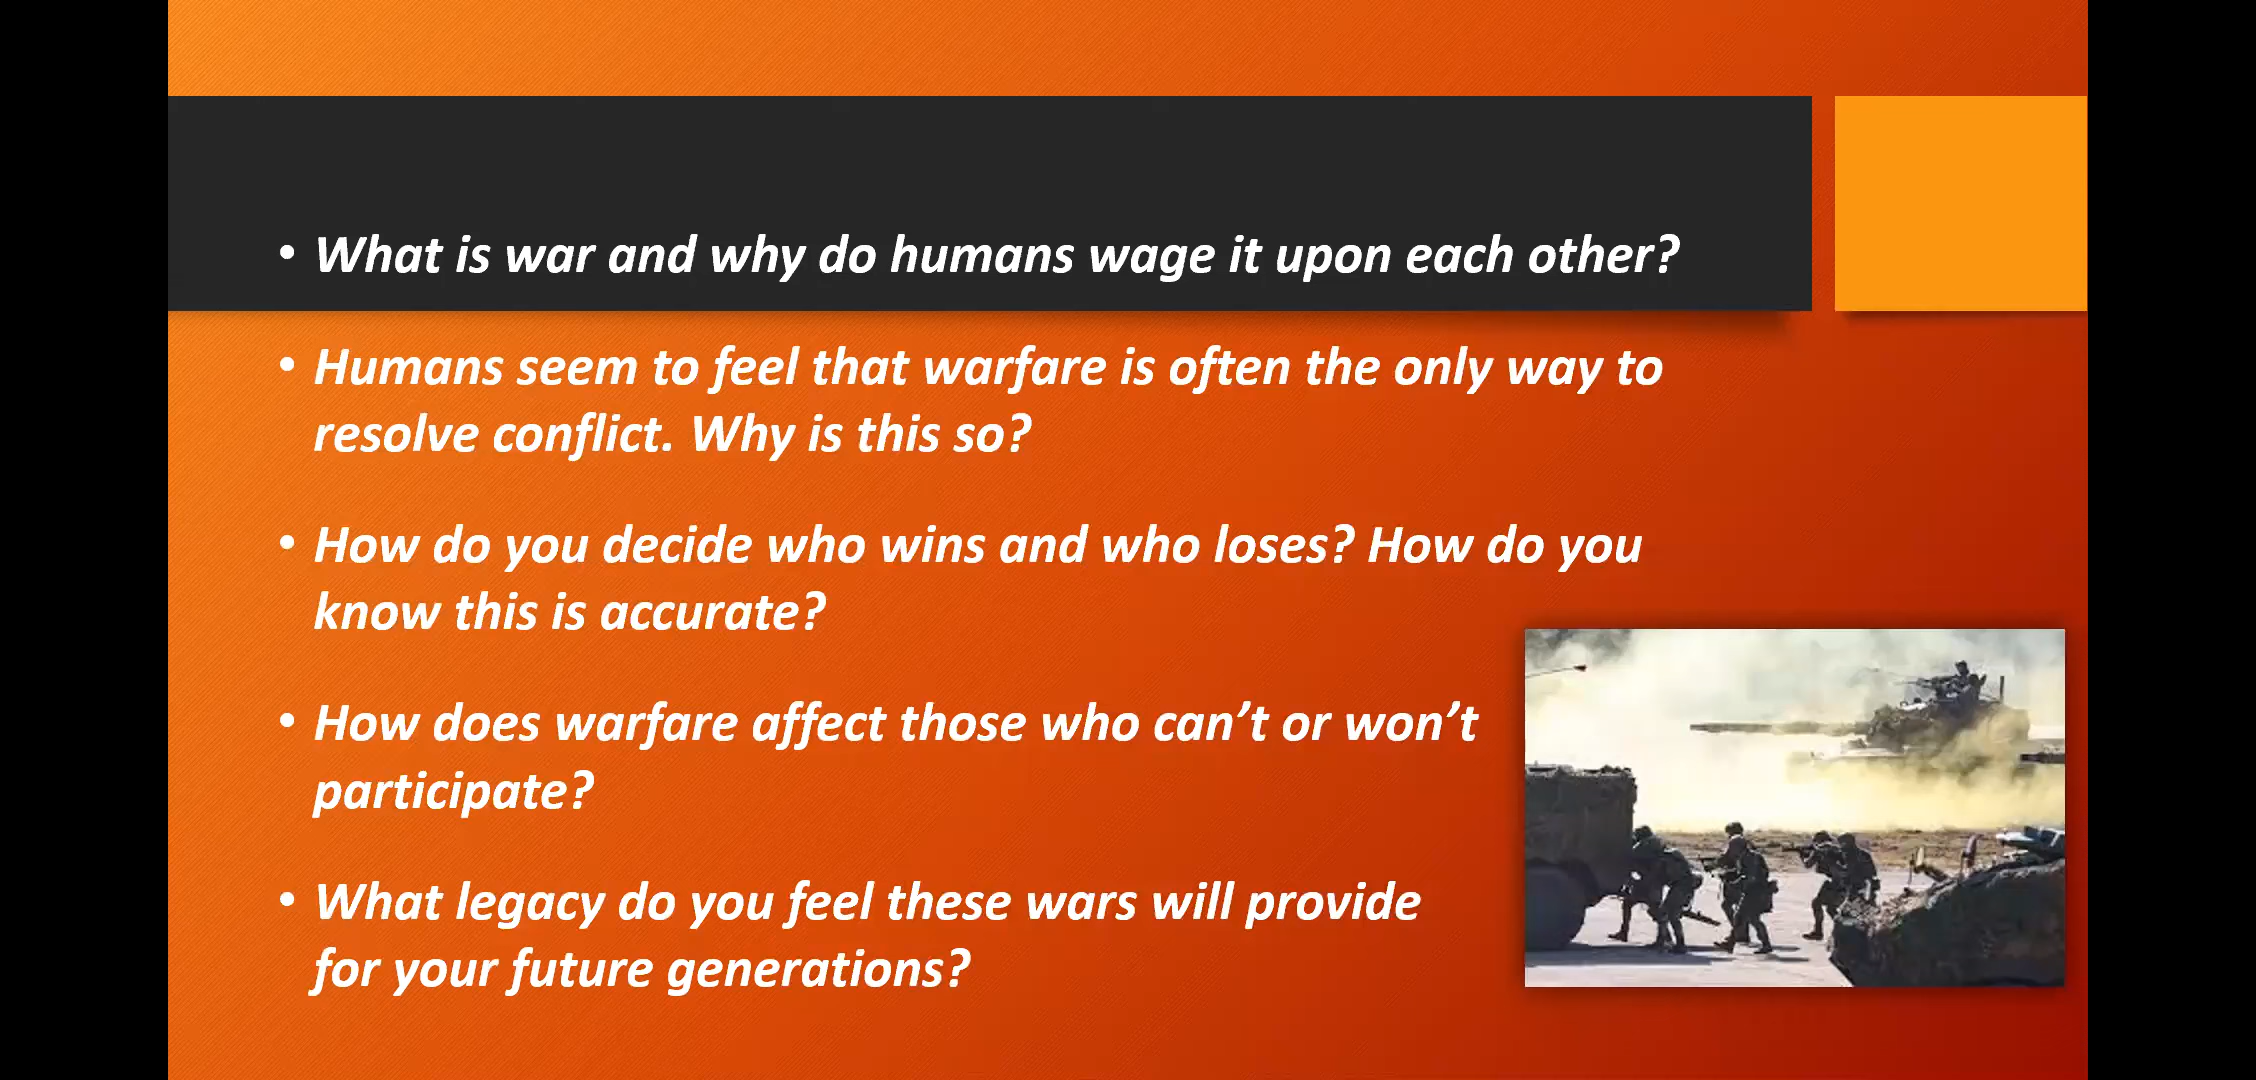 • What is war and why do humans wage it upon each other?
• Humans seem to feel that warfare is often the only way to
resolve conflict. Why is this so?
• How do you decide who wins and who loses? How do you
know this is accurate?
• How does warfare affect those who can’t or won’t
participate?
• What legacy do you feel these wars will provide
for your future generations?